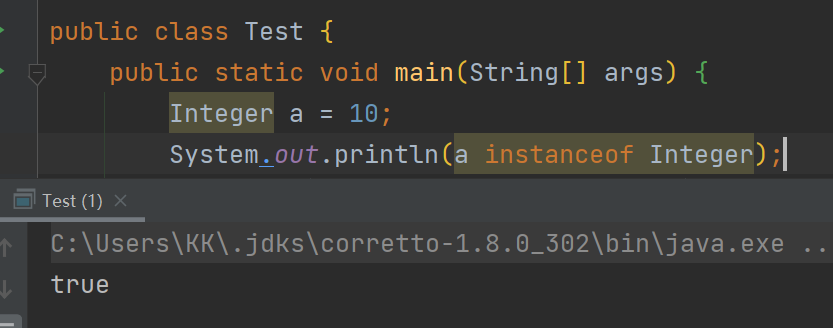 public class Test {
public static void main(String[] args) {
Integer a = 10;
System.out.println(a instanceof Integer);
Test (1) ×
C:\Users\KK\.jdks\corretto-1.8.0_302\bin\java.exe ..
true